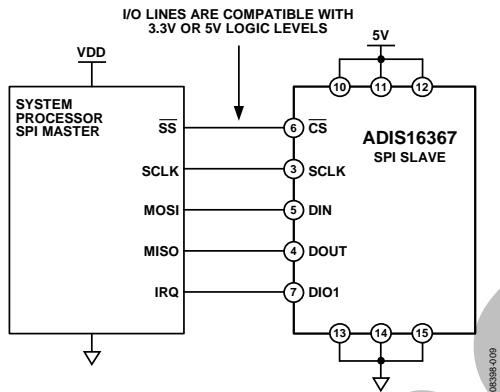 I/O LINES ARE COMPATIBLE WITH
3.3V OR 5V LOGIC LEVELS
VDD
5V
10
11
12
SYSTEM
PROCESSOR
SPI MASTER
ADIS16367
SPI SLAVE
SS
6
CS
SCLK
3
SCLK
MOSI
5
DIN
MISO
4
DOUT
IRQ
7
DIO1
13
14
15
08398-009